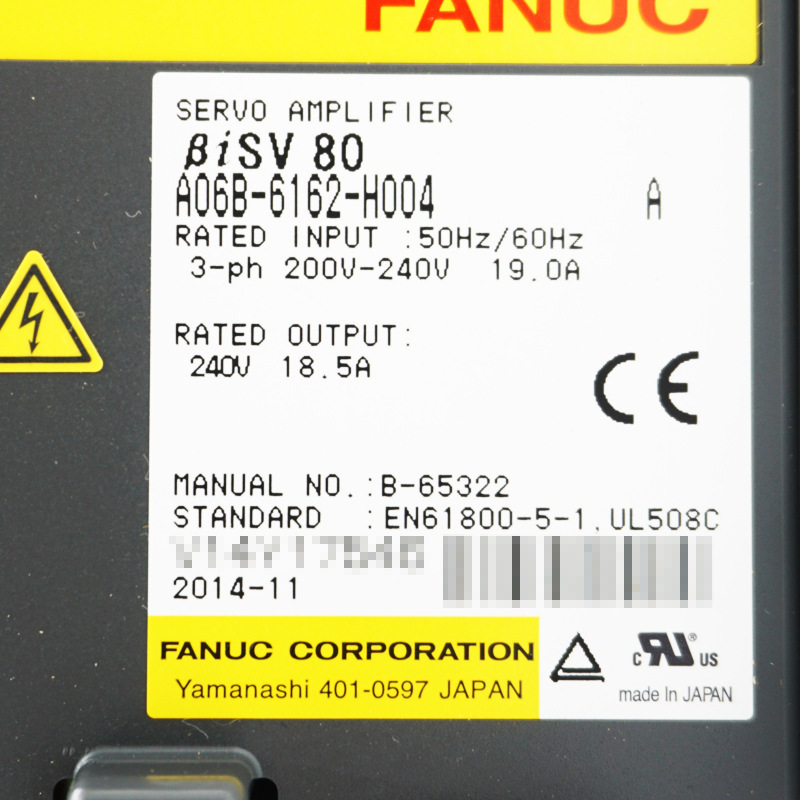 FANUC
SERVO AMPLIFIER
βiSV 80
A06B-6162-H004 A
RATED INPUT :50Hz/60Hz
3-ph 200V-240V 19.0A
RATED OUTPUT:
240V 18.5A
CE
MANUAL NO.:B-65322
STANDARD :EN61800-5-1,UL508C
2014-11
FANUC CORPORATION
Yamanashi 401-0597 JAPAN
c RU ® US
made In JAPAN